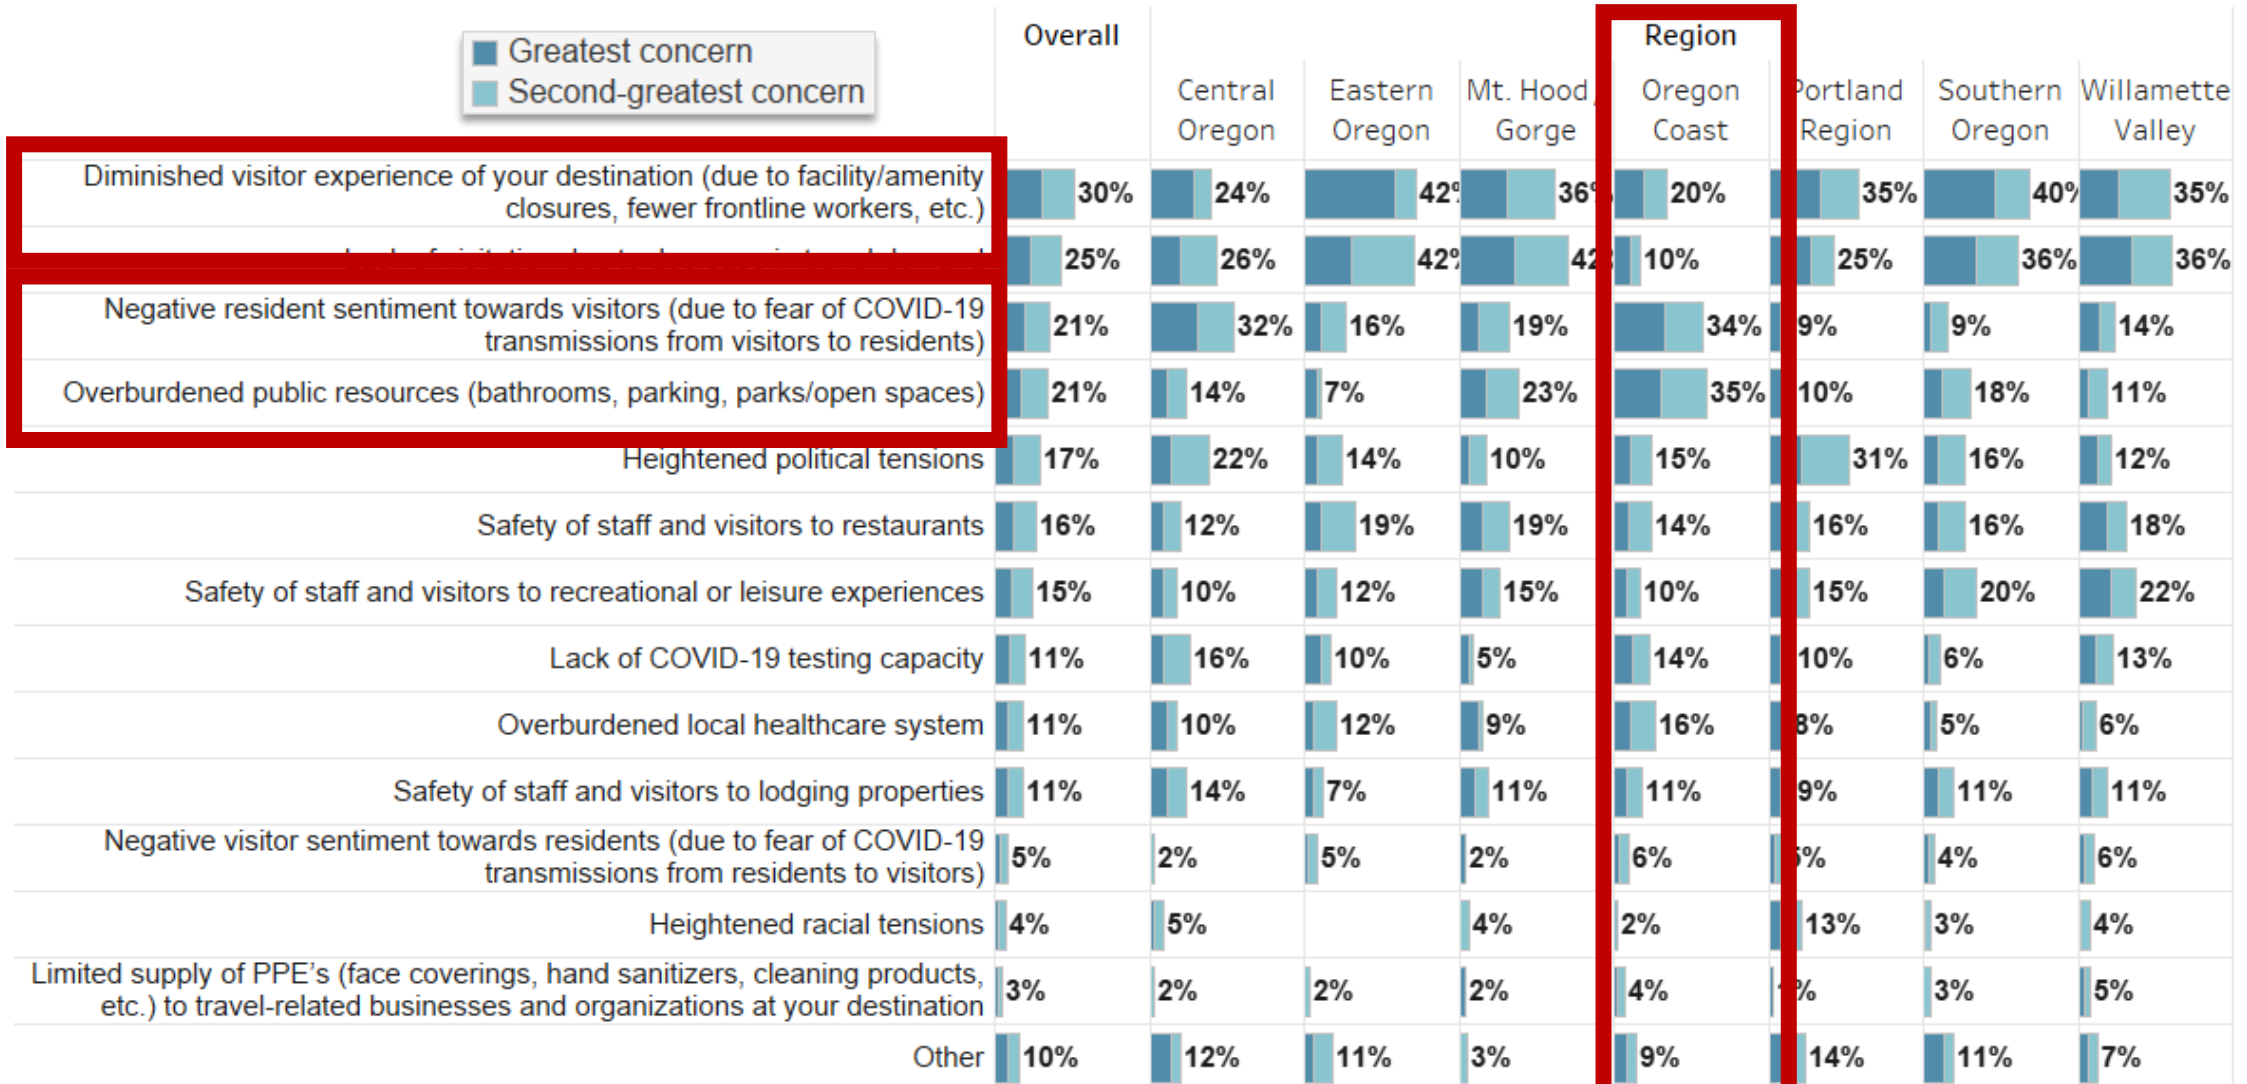 Greatest concern
Second-greatest concern
Overall
Region
Central Oregon
Eastern Oregon
Mt. Hood Gorge
Oregon Coast
Portland Region
Southern Oregon
Willamette Valley
Diminished visitor experience of your destination (due to facility/amenity
closures, fewer frontline workers, etc.)
30% 24% 42% 36% 20% 35% 40% 35%
25% 26% 42% 42 10% 25% 36% 36%
Negative resident sentiment towards visitors (due to fear of COVID-19
transmissions from visitors to residents)
21% 32% 16% 19% 34% 9% 9% 14%
Overburdened public resources (bathrooms, parking, parks/open spaces)
21% 14% 7% 23% 35% 10% 18% 11%
Heightened political tensions
17% 22% 14% 10% 15% 31% 16% 12%
Safety of staff and visitors to restaurants
16% 12% 19% 19% 14% 16% 16% 18%
Safety of staff and visitors to recreational or leisure experiences
15% 10% 12% 15% 10% 15% 20% 22%
Lack of COVID-19 testing capacity
11% 16% 10% 5% 14% 10% 6% 13%
Overburdened local healthcare system
11% 10% 12% 9% 16% 8% 5% 6%
Safety of staff and visitors to lodging properties
11% 14% 7% 11% 11% 9% 11% 11%
Negative visitor sentiment towards residents (due to fear of COVID-19
transmissions from residents to visitors)
5% 2% 5% 2% 6% % 4% 6%
Heightened racial tensions
4% 5% 4% 2% 13% 3% 4%
Limited supply of PPE’s (face coverings, hand sanitizers, cleaning products,
etc.) to travel-related businesses and organizations at your destination
3% 2% 2% 2% 4% % 3% 5%
Other
10% 12% 11% 3% 9% 14% 11% 7%